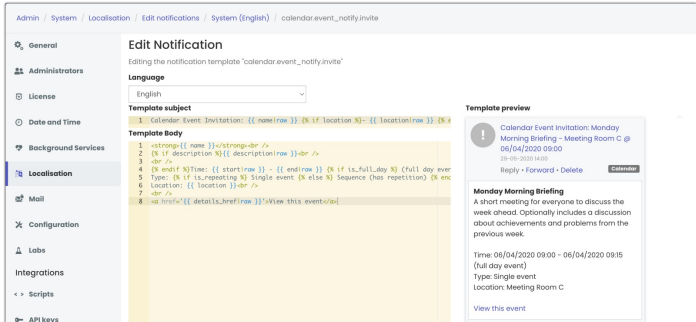 Admin / System / Localisation / Edit notifications / System (English) / calendar.event_notify.invite
General
Administrators
License
Date and Time
Background Services
Localisation
Mail
Configuration
Labs
Integrations
Scripts
API keys
Edit Notification
Editing the notification template "calendar.event_notify.invite"
Language
English
Template subject
1 Calendar Event Invitation: {{ name|raw }} {% if location %}- {{ location|raw }} {% e
Template Body
1 <strong>{{ name }}</strong><br />
2 {% if description %}{{ description|raw }}<br />
3 <br />
4 {% endif %}Time: {{ start|raw }} - {{ end|raw }} {% if is_full_day %} (full day ever
5 Type: {% if is_repeating %} Single event {% else %} Sequence (has repetition) {% enc
6 Location: {{ location }}<br />
7 <br />
8 <a href='{{ details_href|raw }}'>View this event</a>
Template preview
!
Calendar Event Invitation: Monday
Morning Briefing - Meeting Room C @
06/04/2020 09:00
Reply • Forward • Delete
Calendar
Monday Morning Briefing
A short meeting for everyone to discuss the
week ahead. Optionally includes a discussion
about achievements and problems from the
previous week.
Time: 06/04/2020 09:00 - 06/04/2020 09:15
(full day event)
Type: Single event
Location: Meeting Room C
View this event